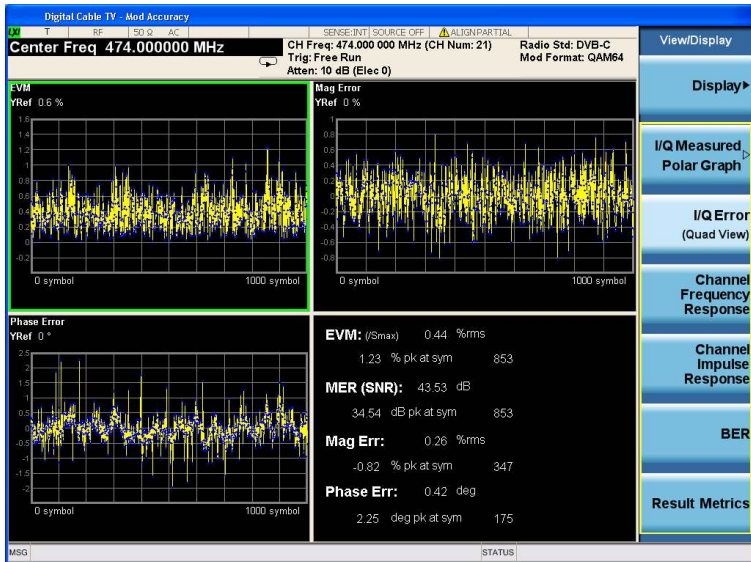 Digital Cable TV - Mod Accuracy
LXI T RF 50 Ω AC SENSE:INT SOURCE OFF ALIGN PARTIAL
Center Freq 474.000000 MHz
CH Freq: 474.000 000 MHz (CH Num: 21)
Radio Std: DVB-C
Trig: Free Run
Mod Format: QAM64
Atten: 10 dB (Elec 0)
EVM
YRef 0.6 %
1.6
1.4
1.2
1
0.8
0.6
0.4
0.2
0
-0.2
0 symbol 1000 symbol
Mag Error
YRef 0 %
1
0.8
0.6
0.4
0.2
0
-0.2
-0.4
-0.6
-0.8
0 symbol 1000 symbol
Phase Error
YRef 0 °
2.5
2
1.5
1
0.5
0
-0.5
-1
-1.5
-2
0 symbol 1000 symbol
EVM: (/Smax) 0.44 %rms
1.23 % pk at sym 853
MER (SNR): 43.53 dB
34.54 dB pk at sym 853
Mag Err: 0.26 %rms
-0.82 % pk at sym 347
Phase Err: 0.42 deg
2.25 deg pk at sym 175
View/Display
Display
I/Q Measured
Polar Graph
I/Q Error
(Quad View)
Channel
Frequency
Response
Channel
Impulse
Response
BER
Result Metrics
MSG
STATUS